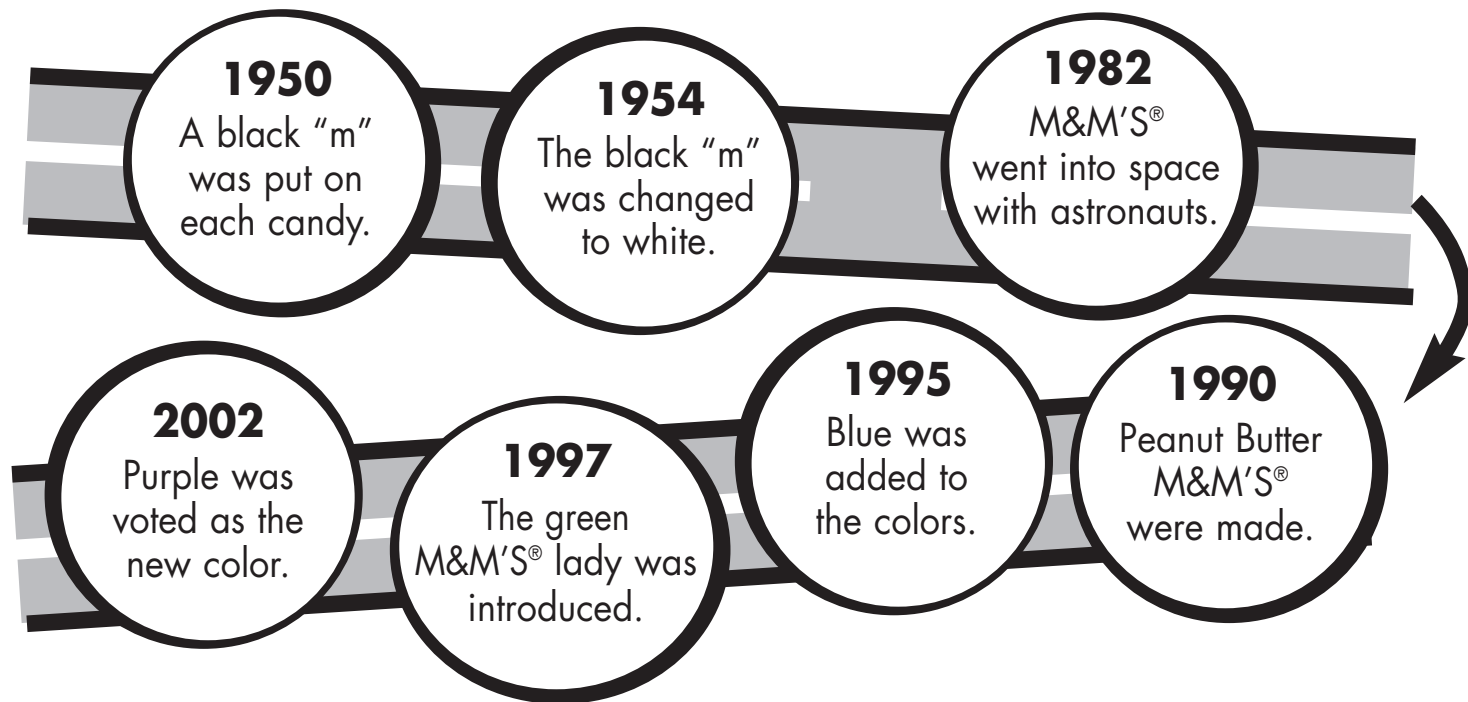 1950
A black “m”
was put on
each candy.
1954
The black “m”
was changed
to white.
1982
M&M’S®
went into space
with astronauts.
1990
Peanut Butter
M&M’S®
were made.
1995
Blue was
added to
the colors.
1997
The green
M&M’S® lady was
introduced.
2002
Purple was
voted as the
new color.